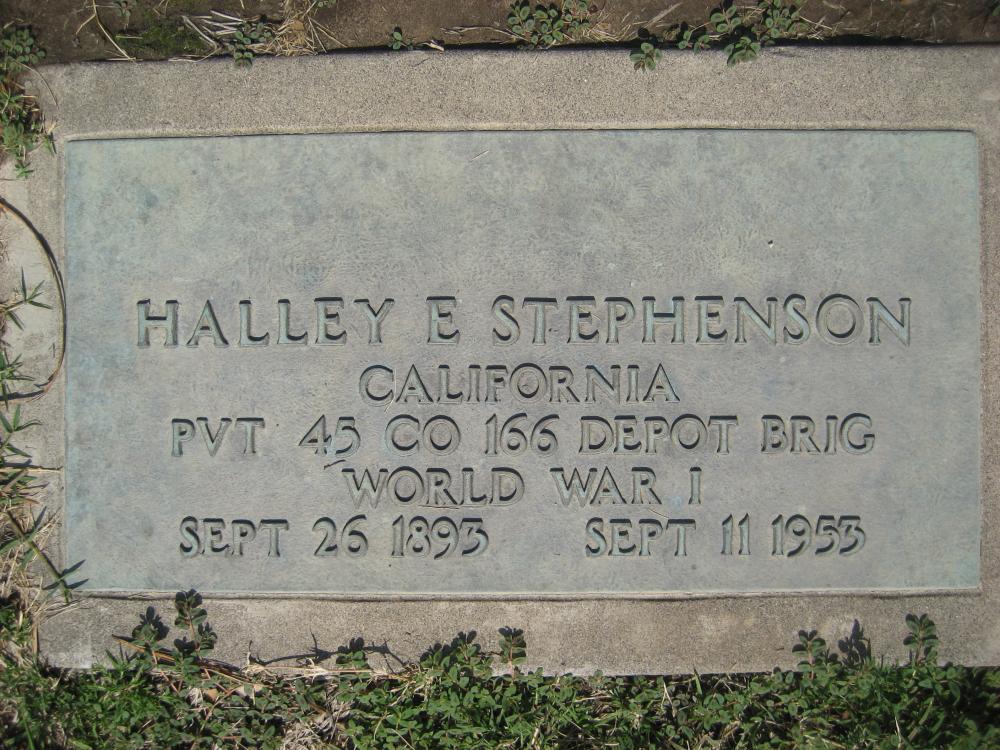 HALLEY E STEPHENSON
CALIFORNIA
PVT 45 CO 166 DEPOT BRIG
WORLD WAR I
SEPT 26 1893 SEPT 11 1953